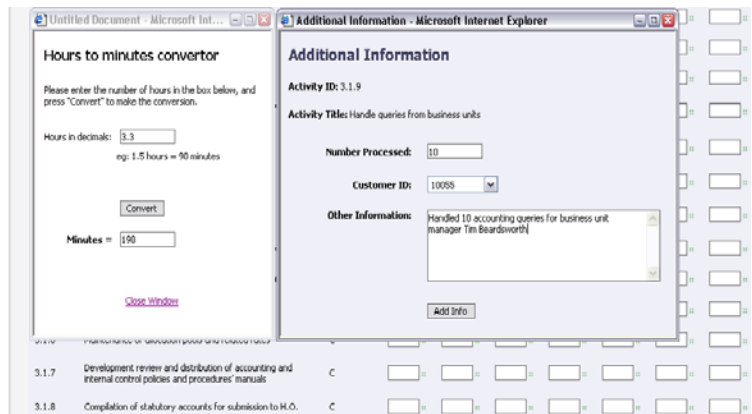 Untitled Document - Microsoft Int...
Hours to minutes convertor
Please enter the number of hours in the box below, and
press "Convert" to make the conversion.
Hours in decimals: 3.3
eg: 1.5 hours = 90 minutes
Convert
Minutes = 190
Close Window
Additional Information - Microsoft Internet Explorer
Additional Information
Activity ID: 3.1.9
Activity Title: Handle queries from business units
Number Processed: 10
Customer ID: 10055
Other Information: Handled 10 accounting queries for business unit
manager Tim Beardsworth
Add Info
3.1.7 Development review and distribution of accounting and
internal control policies and procedures' manuals C
3.1.8 Compilation of statutory accounts for submission to H.O. C